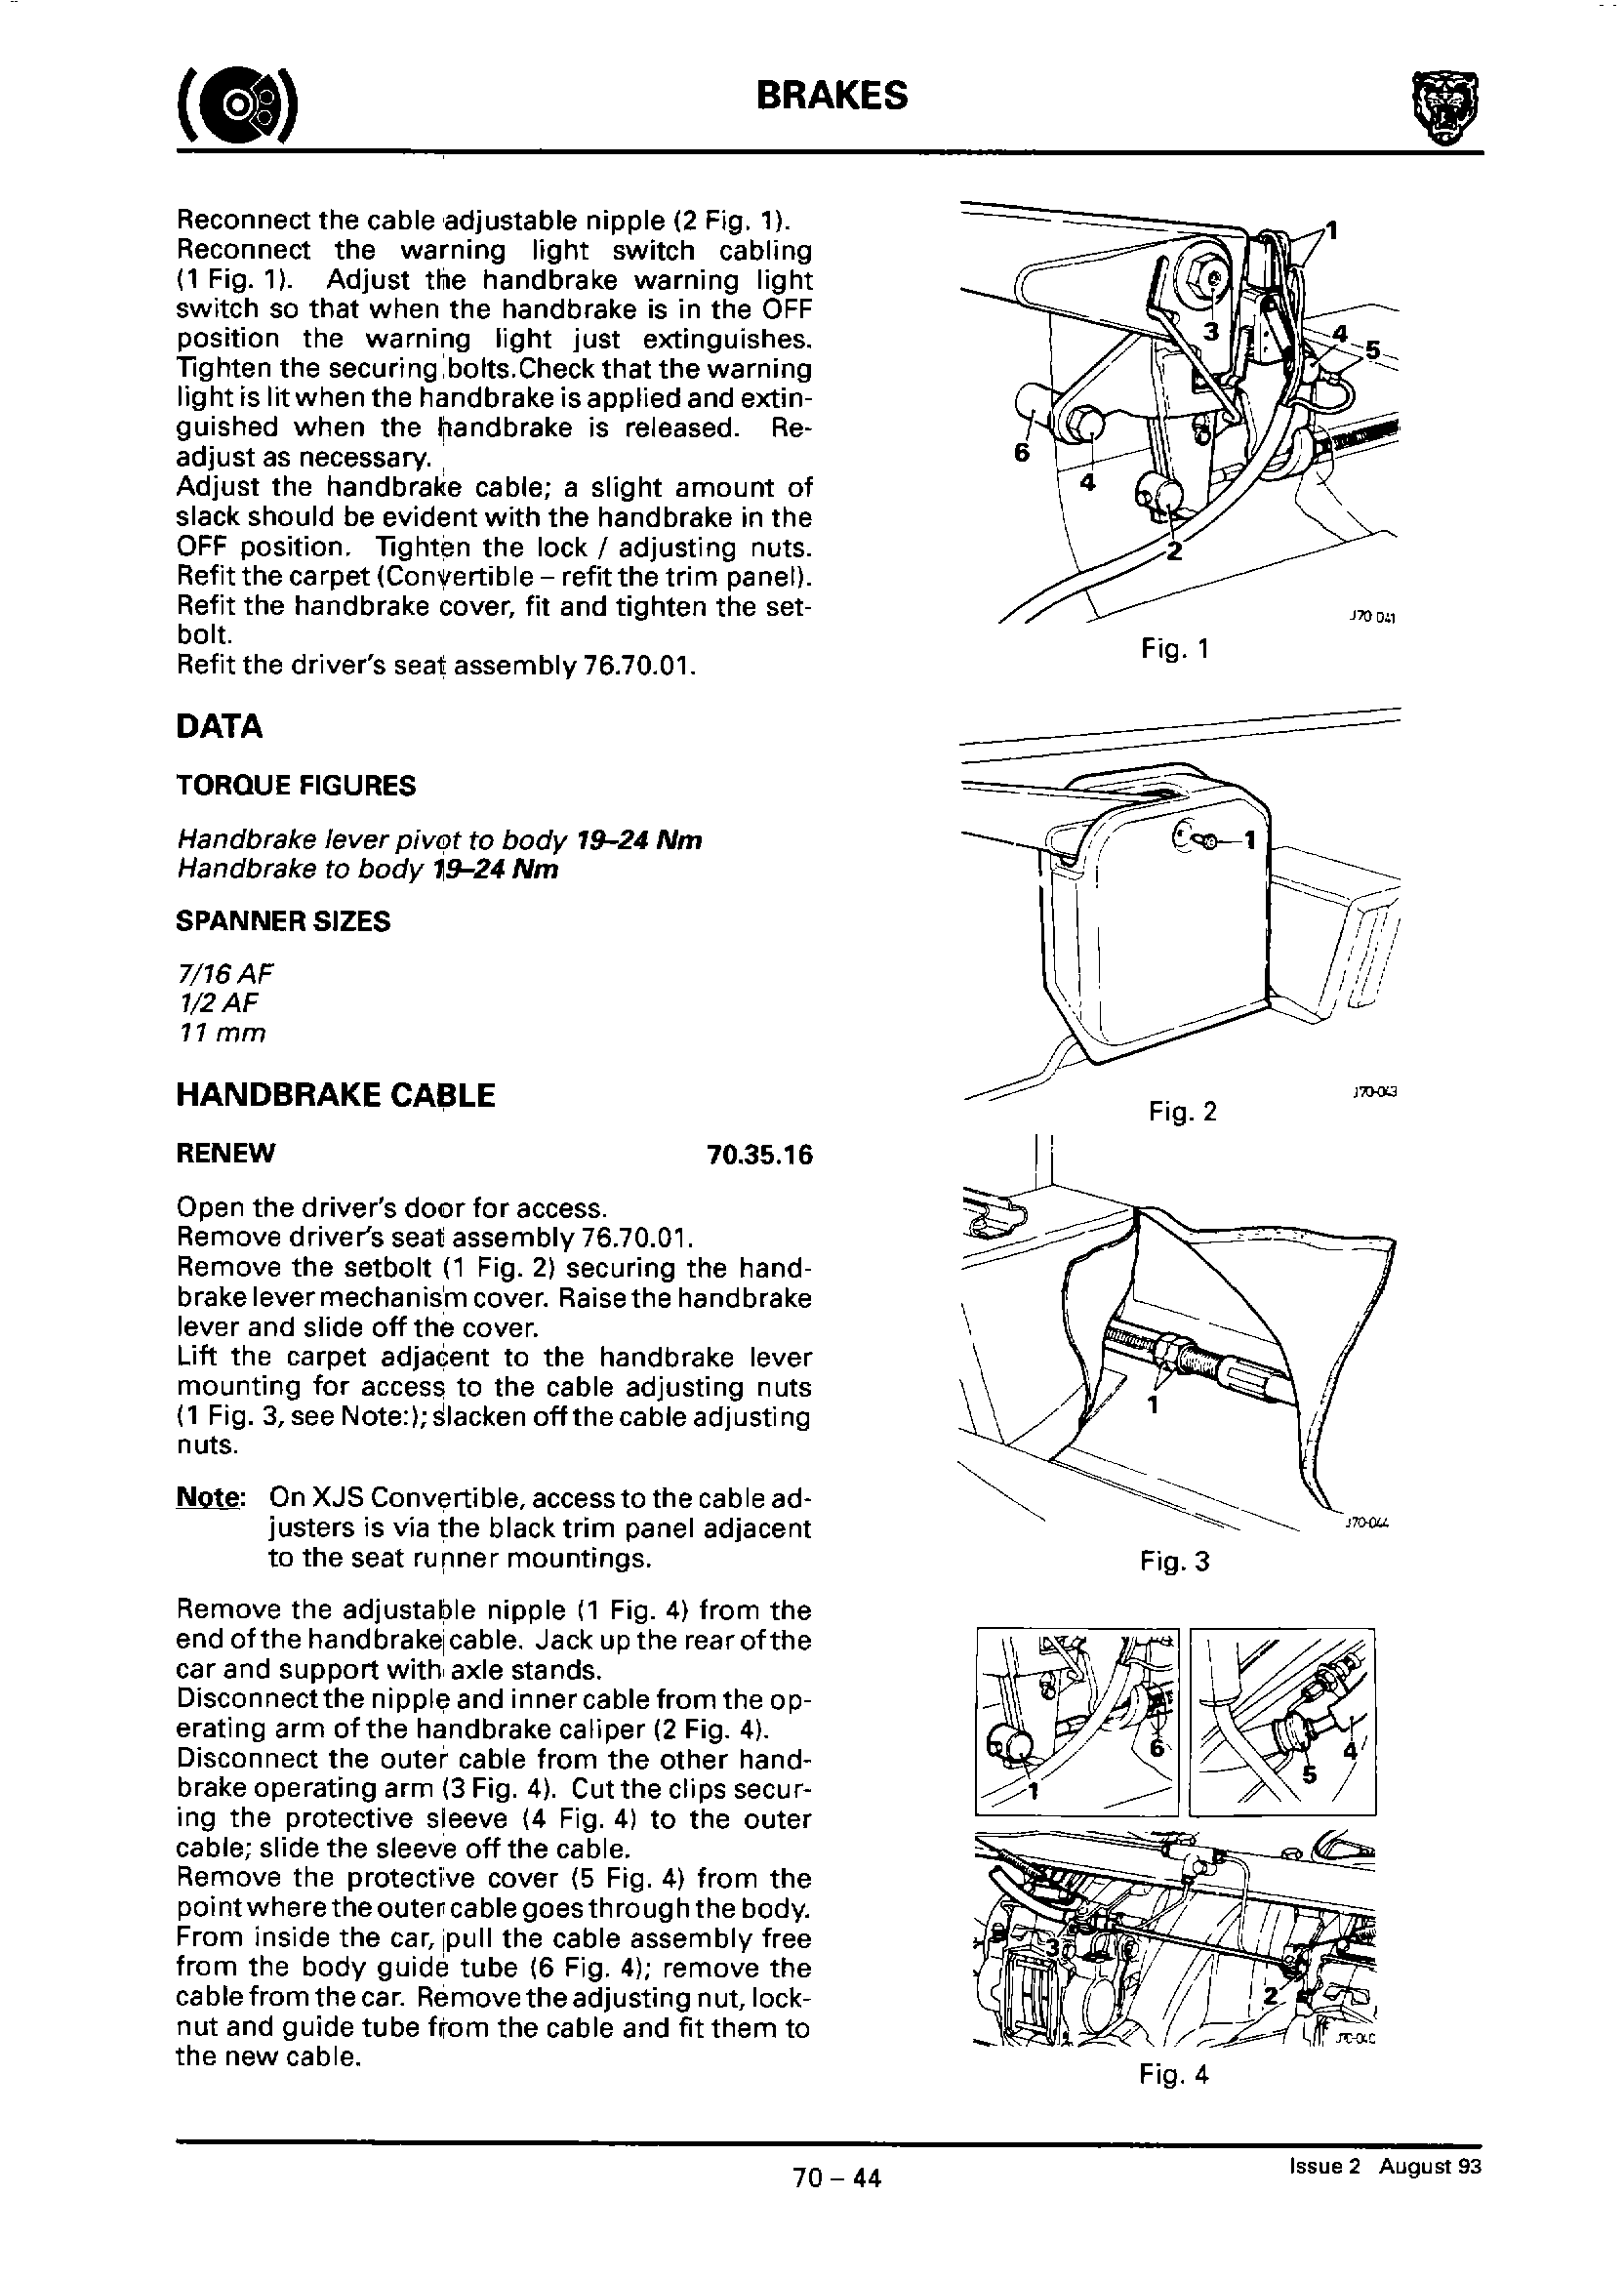 BRAKES
Reconnect the cable adjustable nipple (2 Fig. 1).
Reconnect the warning light switch cabling
(1 Fig. 1). Adjust the handbrake warning light
switch so that when the handbrake is in the OFF
position the warning light just extinguishes.
Tighten the securing bolts.Check that the warning
light is lit when the handbrake is applied and extin-
guished when the handbrake is released. Re-
adjust as necessary.
Adjust the handbrake cable; a slight amount of
slack should be evident with the handbrake in the
OFF position. Tighten the lock / adjusting nuts.
Refit the carpet (Convertible – refit the trim panel).
Refit the handbrake cover, fit and tighten the set-
bolt.
Refit the driver's seat assembly 76.70.01.
DATA
TORQUE FIGURES
Handbrake lever pivot to body 19–24 Nm
Handbrake to body 19–24 Nm
SPANNER SIZES
7/16 AF
1/2 AF
11 mm
HANDBRAKE CABLE
RENEW 70.35.16
Open the driver's door for access.
Remove driver's seat assembly 76.70.01.
Remove the setbolt (1 Fig. 2) securing the hand-
brake lever mechanism cover. Raise the handbrake
lever and slide off the cover.
Lift the carpet adjacent to the handbrake lever
mounting for access to the cable adjusting nuts
(1 Fig. 3, see Note:); slacken off the cable adjusting
nuts.
Note: On XJS Convertible, access to the cable ad-
justers is via the black trim panel adjacent
to the seat runner mountings.
Remove the adjustable nipple (1 Fig. 4) from the
end of the handbrake cable. Jack up the rear of the
car and support with axle stands.
Disconnect the nipple and inner cable from the op-
erating arm of the handbrake caliper (2 Fig. 4).
Disconnect the outer cable from the other hand-
brake operating arm (3 Fig. 4). Cut the clips secur-
ing the protective sleeve (4 Fig. 4) to the outer
cable; slide the sleeve off the cable.
Remove the protective cover (5 Fig. 4) from the
point where the outer cable goes through the body.
From inside the car, pull the cable assembly free
from the body guide tube (6 Fig. 4); remove the
cable from the car. Remove the adjusting nut, lock-
nut and guide tube from the cable and fit them to
the new cable.
1
3
4
5
6
4
2
J70 041
Fig. 1
1
J70-043
Fig. 2
1
J70-044
Fig. 3
6
1
4
5
3
2
Fig. 4
70 – 44
Issue 2 August 93